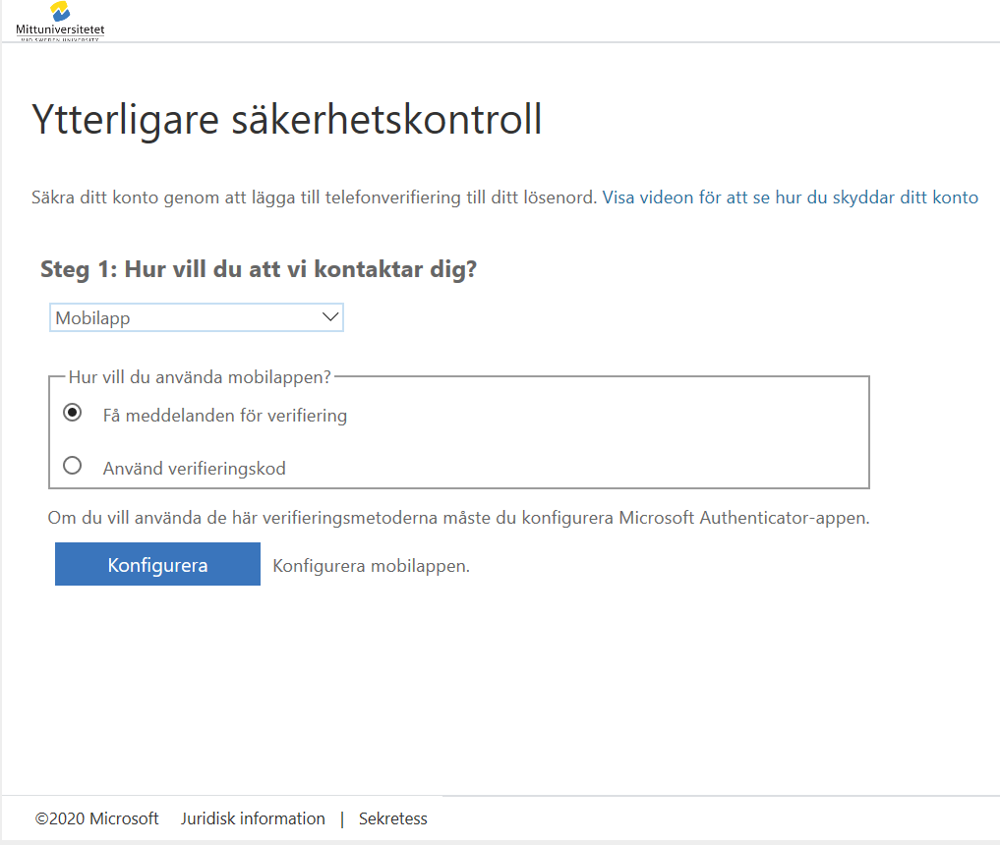 Mittuniversitetet
MID SWEDEN UNIVERSITY
Ytterligare säkerhetskontroll
Säkra ditt konto genom att lägga till telefonverifiering till ditt lösenord. Visa videon för att se hur du skyddar ditt konto
Steg 1: Hur vill du att vi kontaktar dig?
Mobilapp
Hur vill du använda mobilappen?
Få meddelanden för verifiering
Använd verifieringskod
Om du vill använda de här verifieringsmetoderna måste du konfigurera Microsoft Authenticator-appen.
Konfigurera Konfigurera mobilappen.
©2020 Microsoft Juridisk information | Sekretess